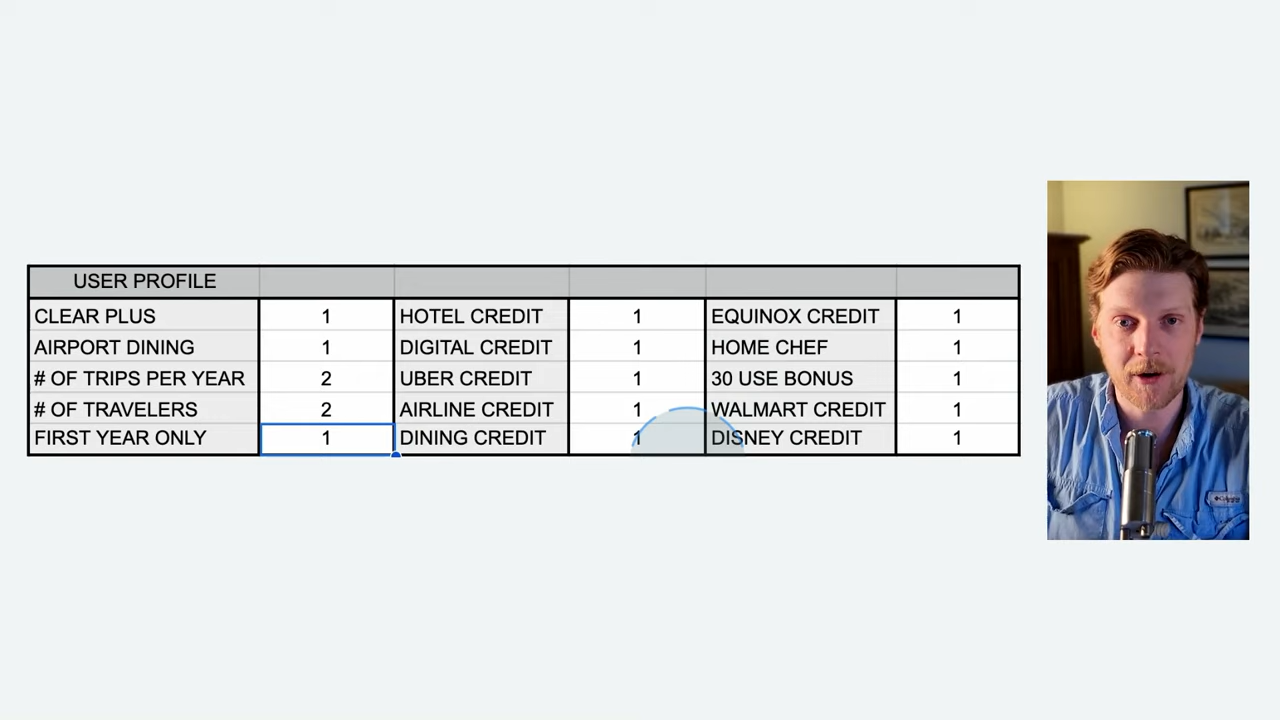 USER PROFILE
CLEAR PLUS 1 HOTEL CREDIT 1 EQUINOX CREDIT 1
AIRPORT DINING 1 DIGITAL CREDIT 1 HOME CHEF 1
# OF TRIPS PER YEAR 2 UBER CREDIT 1 30 USE BONUS 1
# OF TRAVELERS 2 AIRLINE CREDIT 1 WALMART CREDIT 1
FIRST YEAR ONLY 1 DINING CREDIT 1 DISNEY CREDIT 1